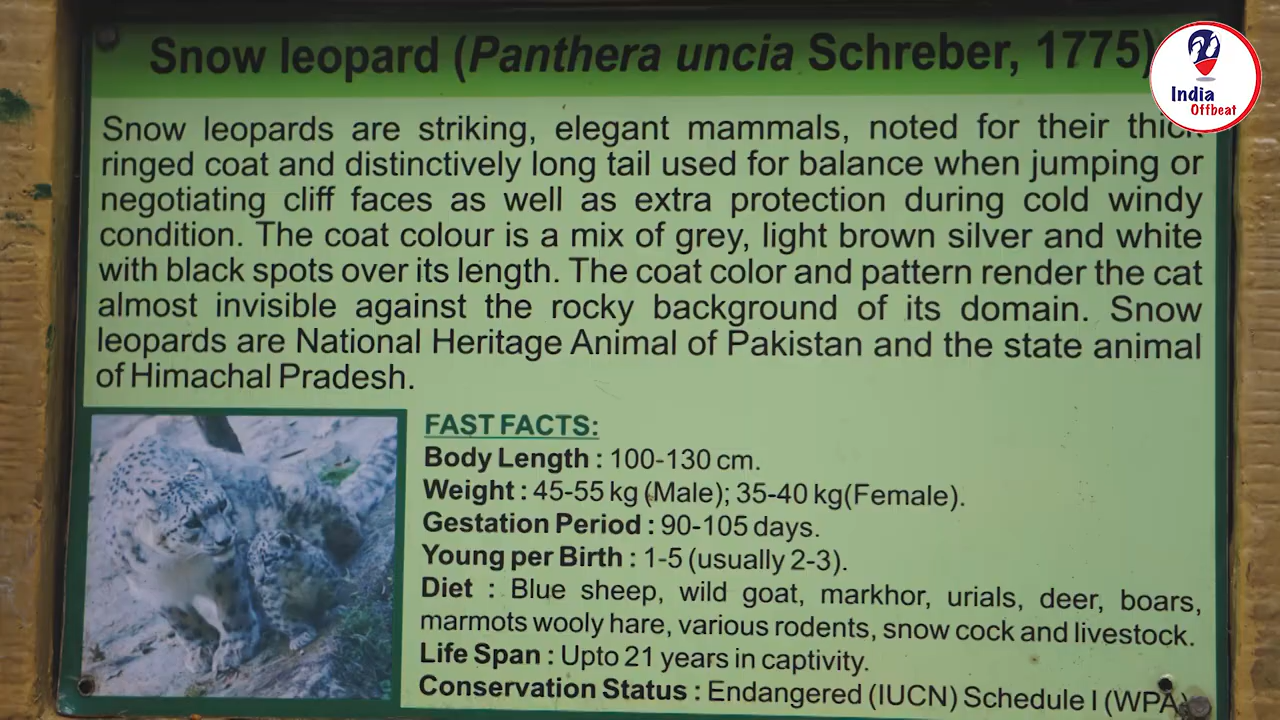 Snow leopard (Panthera uncia Schreber, 1775)
India
Offbeat
Snow leopards are striking, elegant mammals, noted for their thick
ringed coat and distinctively long tail used for balance when jumping or
negotiating cliff faces as well as extra protection during cold windy
condition. The coat colour is a mix of grey, light brown silver and white
with black spots over its length. The coat color and pattern render the cat
almost invisible against the rocky background of its domain. Snow
leopards are National Heritage Animal of Pakistan and the state animal
of Himachal Pradesh.
FAST FACTS:
Body Length : 100-130 cm.
Weight : 45-55 kg (Male); 35-40 kg(Female).
Gestation Period : 90-105 days.
Young per Birth : 1-5 (usually 2-3).
Diet : Blue sheep, wild goat, markhor, urials, deer, boars,
marmots wooly hare, various rodents, snow cock and livestock.
Life Span : Upto 21 years in captivity.
Conservation Status : Endangered (IUCN) Schedule I (WPA)